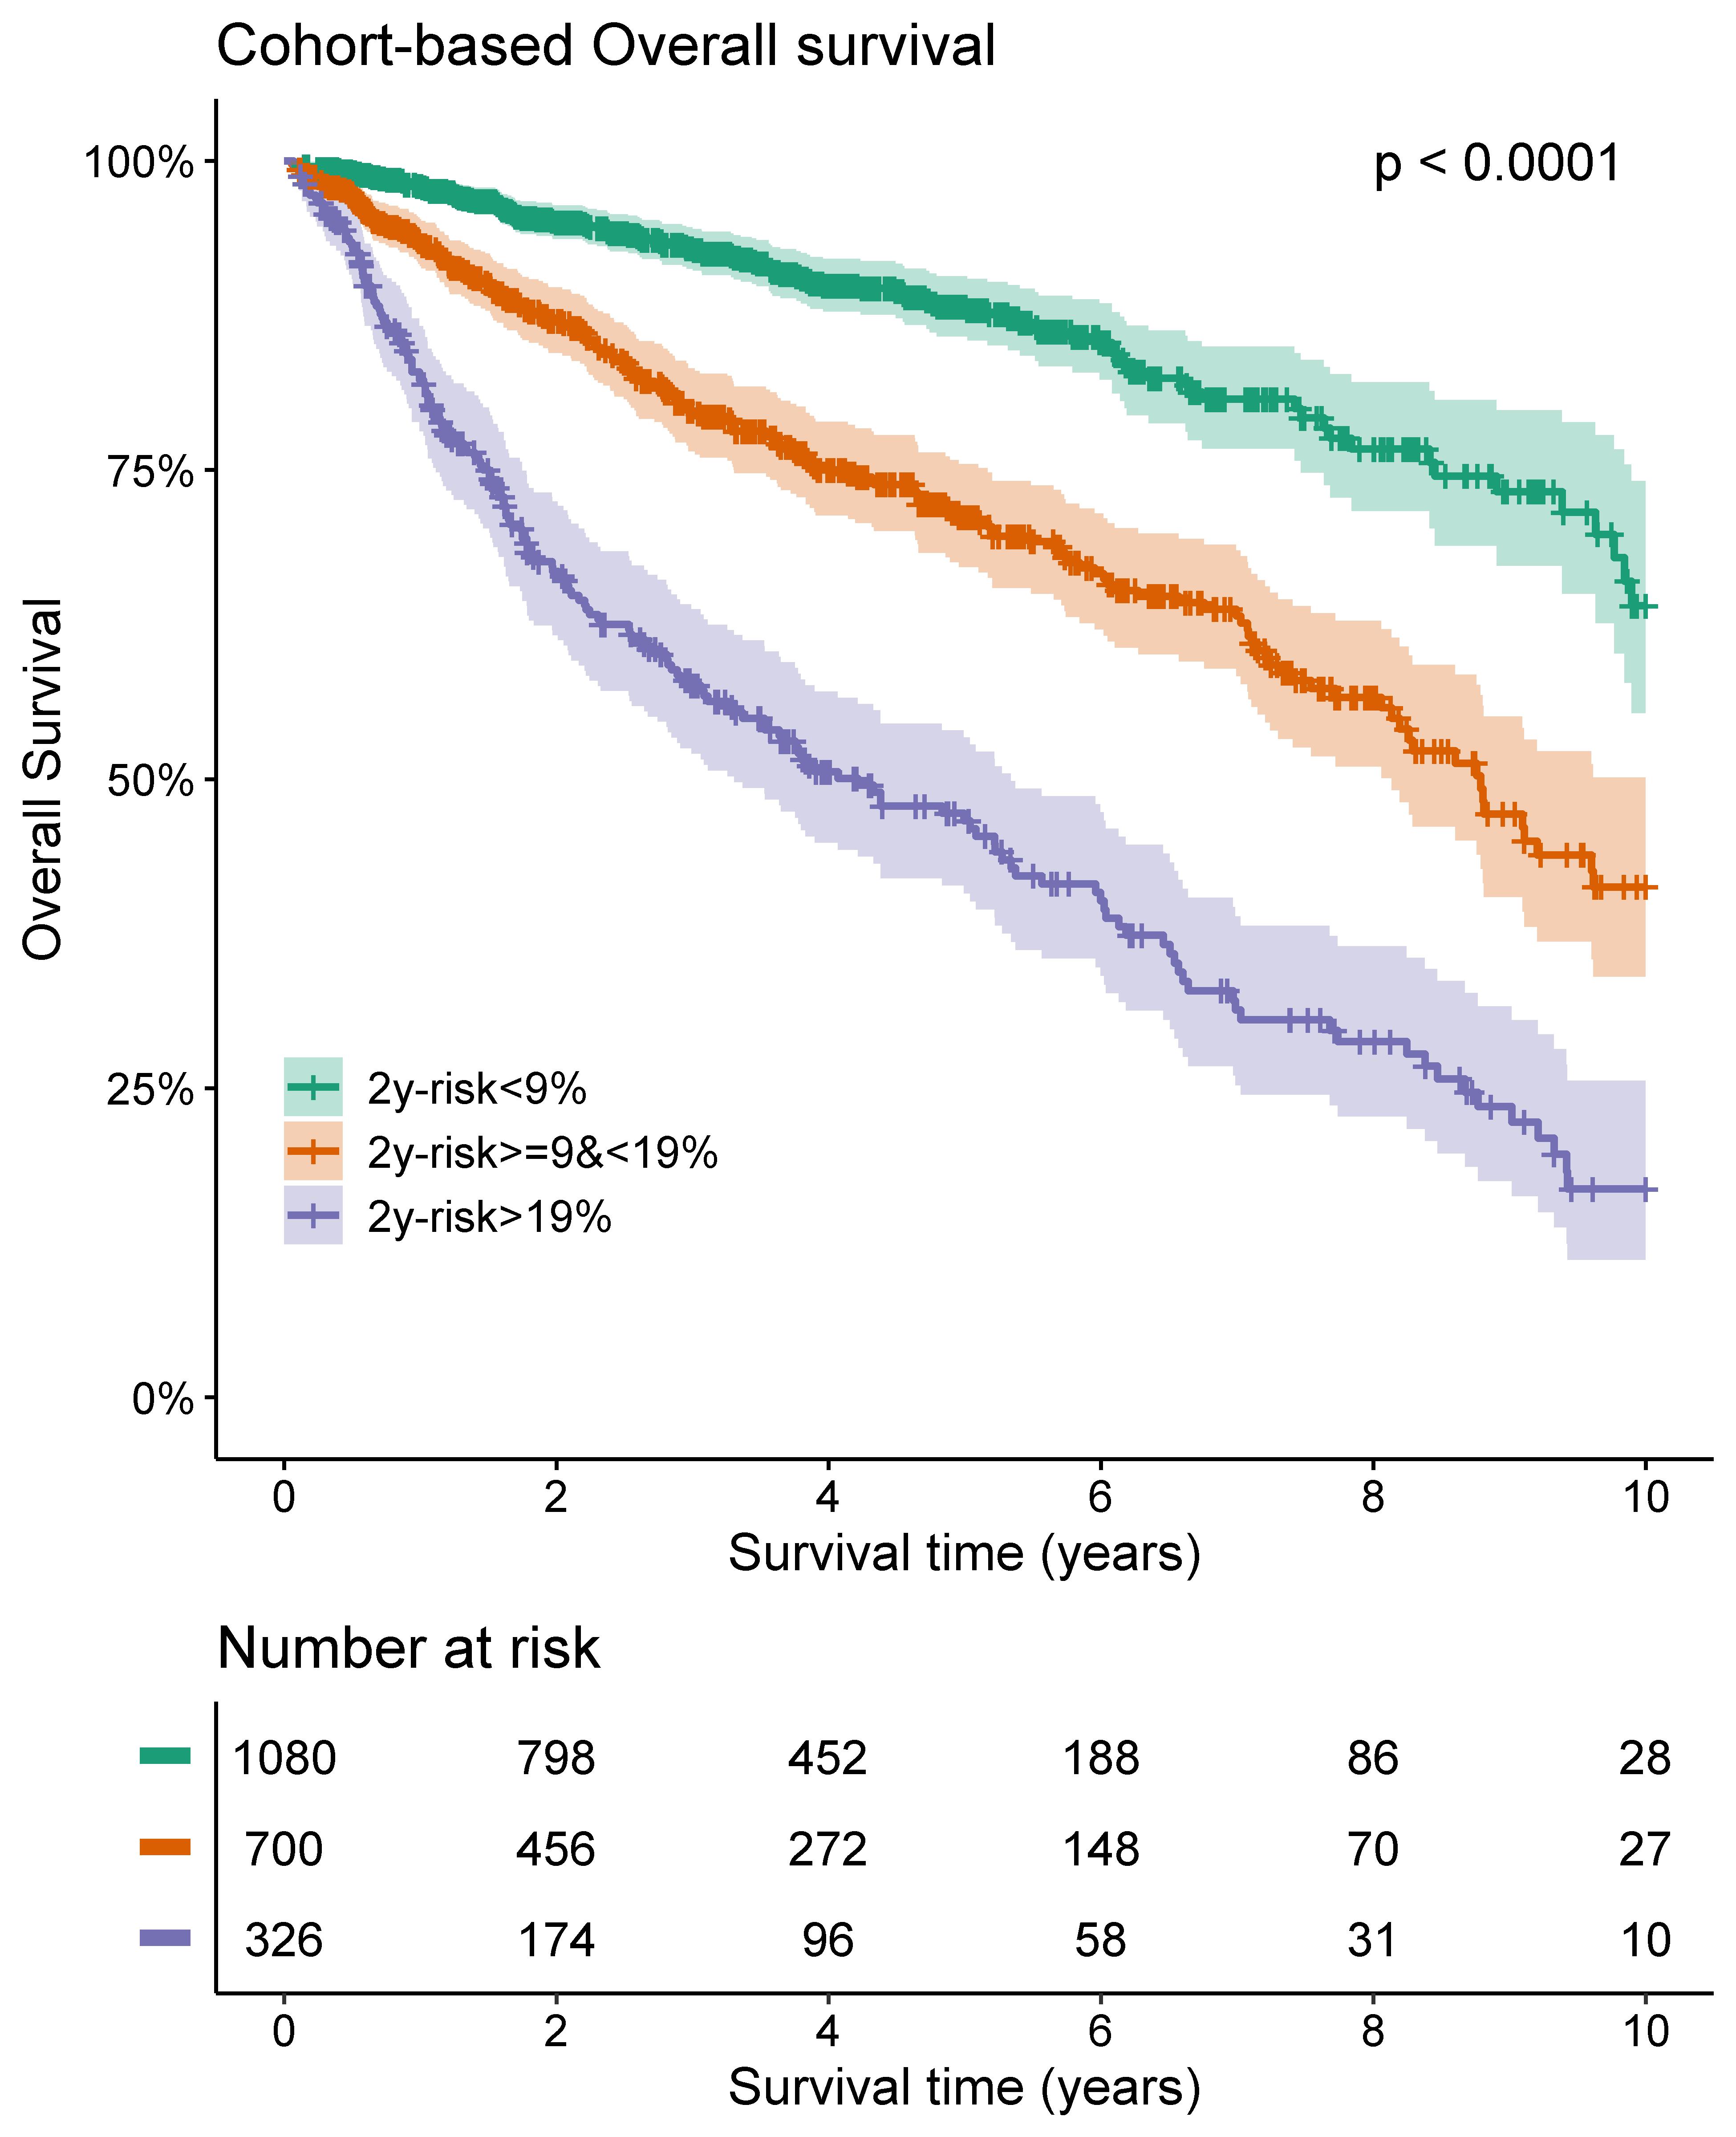 Cohort-based Overall survival
p < 0.0001
100%
75%
50%
25%
0%
Overall Survival
2y-risk<9%
2y-risk>=9&<19%
2y-risk>19%
0 2 4 6 8 10
Survival time (years)
Number at risk
1080 798 452 188 86 28
700 456 272 148 70 27
326 174 96 58 31 10
0 2 4 6 8 10
Survival time (years)